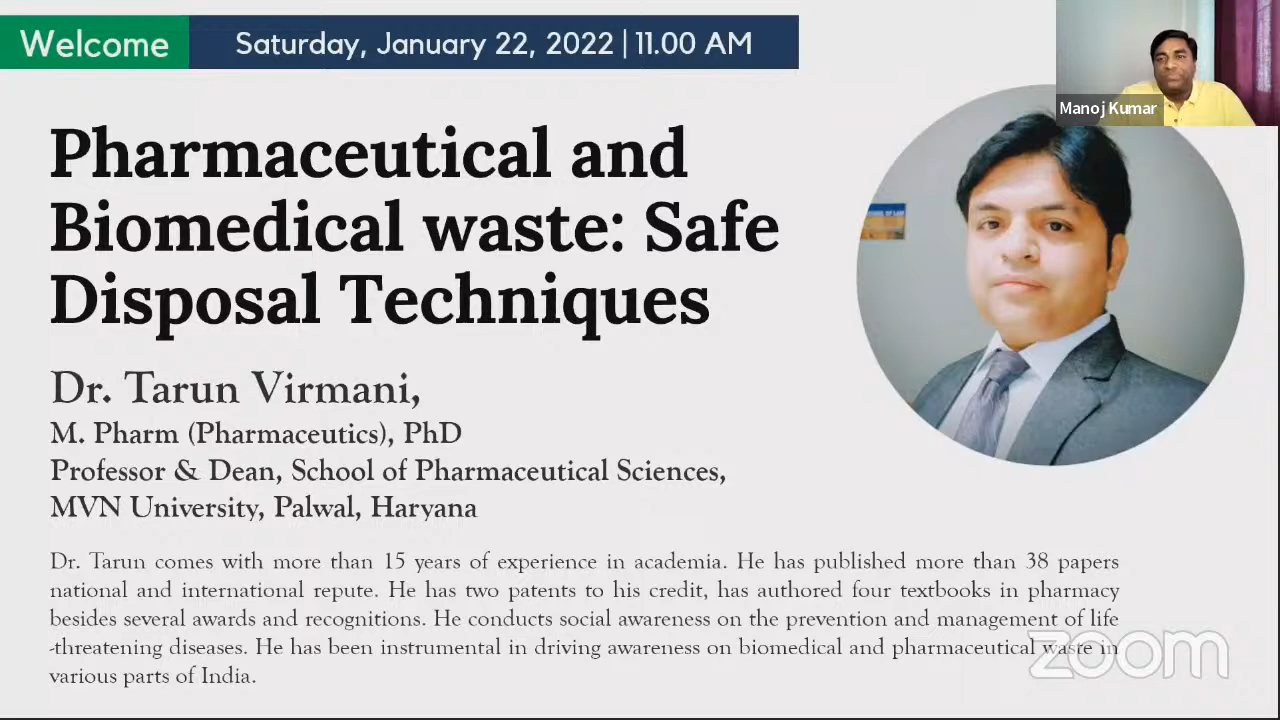 Welcome
Saturday, January 22, 2022 | 11.00 AM
Manoj Kumar
Pharmaceutical and
Biomedical waste: Safe
Disposal Techniques
Dr. Tarun Virmani,
M. Pharm (Pharmaceutics), PhD
Professor & Dean, School of Pharmaceutical Sciences,
MVN University, Palwal, Haryana
Dr. Tarun comes with more than 15 years of experience in academia. He has published more than 38 papers
national and international repute. He has two patents to his credit, has authored four textbooks in pharmacy
besides several awards and recognitions. He conducts social awareness on the prevention and management of life
-threatening diseases. He has been instrumental in driving awareness on biomedical and pharmaceutical waste in
various parts of India.
zoom